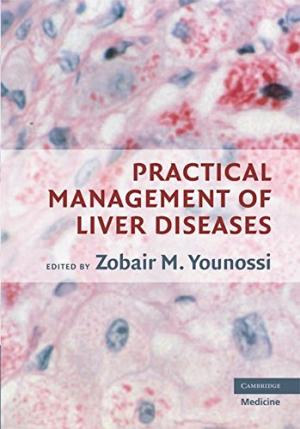 PRACTICAL
MANAGEMENT OF
LIVER DISEASES
EDITED BY Zobair M. Younossi
CAMBRIDGE
Medicine